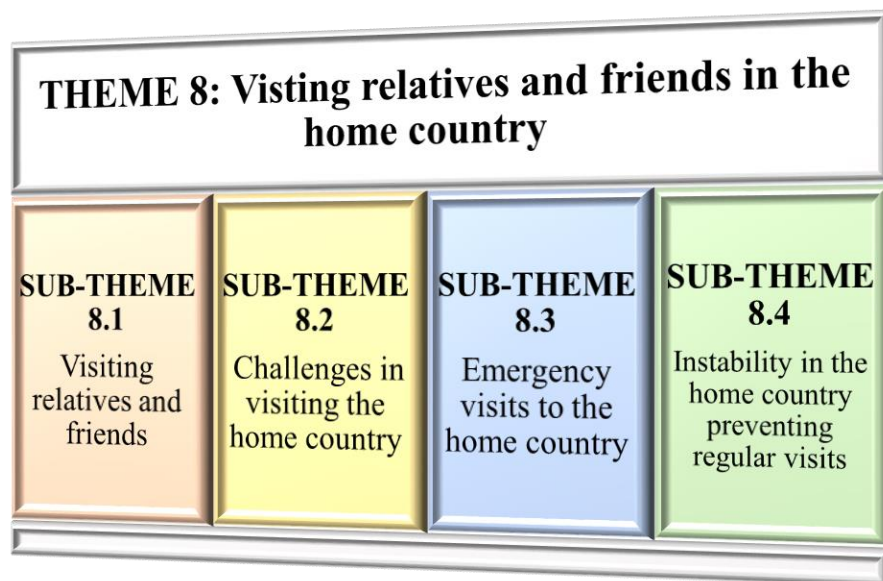 THEME 8: Visting relatives and friends in the
home country
SUB-THEME
8.1
Visiting
relatives and
friends
SUB-THEME
8.2
Challenges in
visiting the
home country
SUB-THEME
8.3
Emergency
visits to the
home country
SUB-THEME
8.4
Instability in the
home country
preventing
regular visits